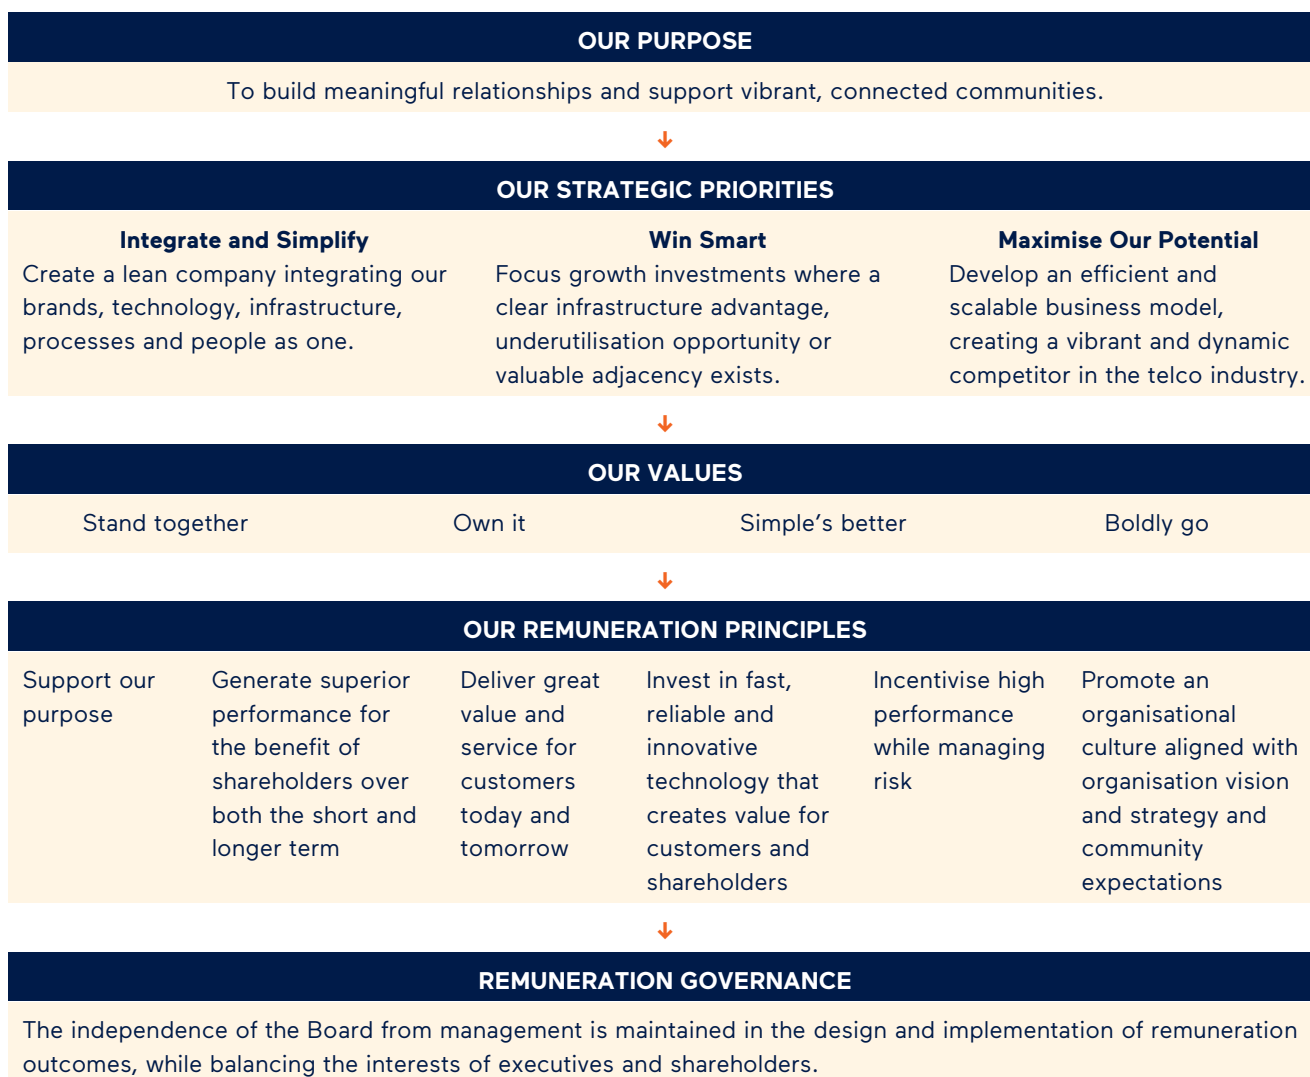 OUR PURPOSE
To build meaningful relationships and support vibrant, connected communities.
↓
OUR STRATEGIC PRIORITIES
Integrate and Simplify
Create a lean company integrating our
brands, technology, infrastructure,
processes and people as one.
Win Smart
Focus growth investments where a
clear infrastructure advantage,
underutilisation opportunity or
valuable adjacency exists.
Maximise Our Potential
Develop an efficient and
scalable business model,
creating a vibrant and dynamic
competitor in the telco industry.
↓
OUR VALUES
Stand together
Own it
Simple’s better
Boldly go
↓
OUR REMUNERATION PRINCIPLES
Support our
purpose
Generate superior
performance for
the benefit of
shareholders over
both the short and
longer term
Deliver great
value and
service for
customers
today and
tomorrow
Invest in fast,
reliable and
innovative
technology that
creates value for
customers and
shareholders
Incentivise high
performance
while managing
risk
Promote an
organisational
culture aligned with
organisation vision
and strategy and
community
expectations
↓
REMUNERATION GOVERNANCE
The independence of the Board from management is maintained in the design and implementation of remuneration
outcomes, while balancing the interests of executives and shareholders.